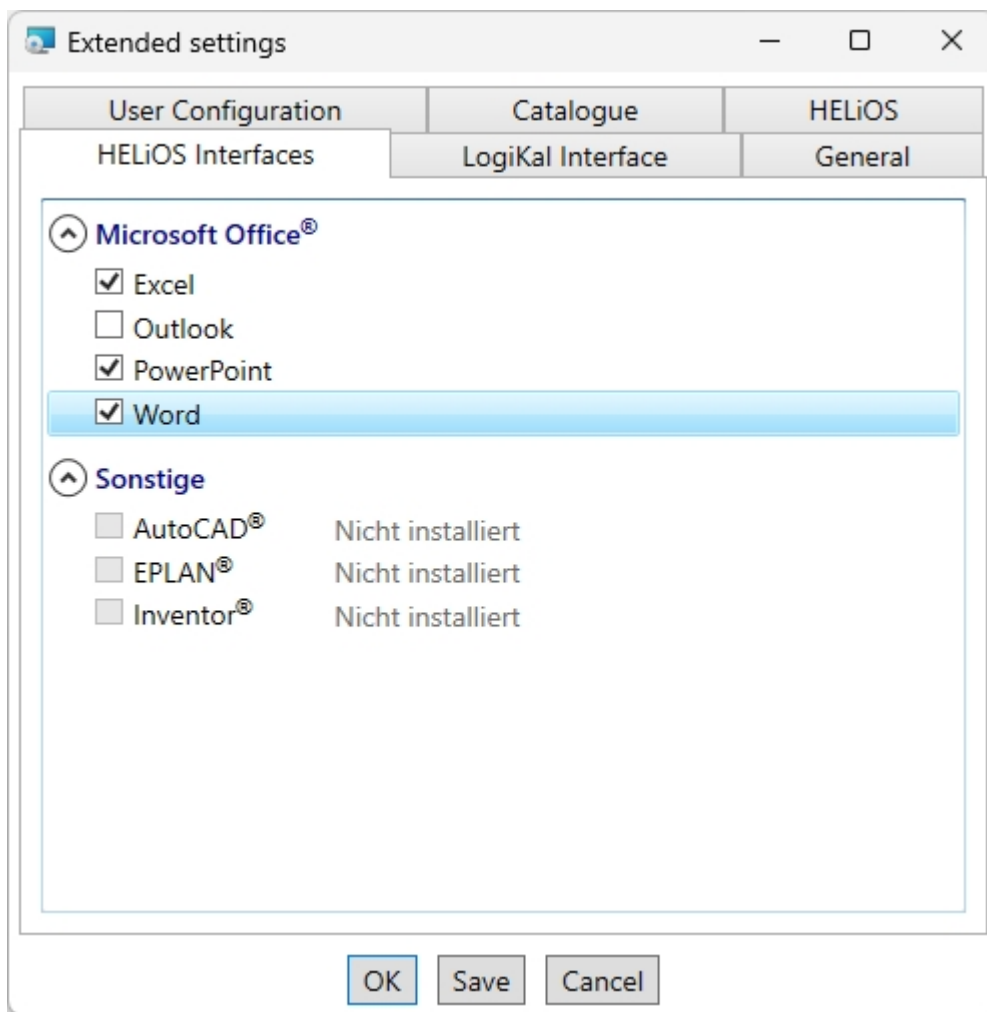 Extended settings
User Configuration Catalogue HELiOS
HELiOS Interfaces LogiKal Interface General
Microsoft Office®
Excel
Outlook
PowerPoint
Word
Sonstige
AutoCAD® Nicht installiert
EPLAN® Nicht installiert
Inventor® Nicht installiert
OK Save Cancel